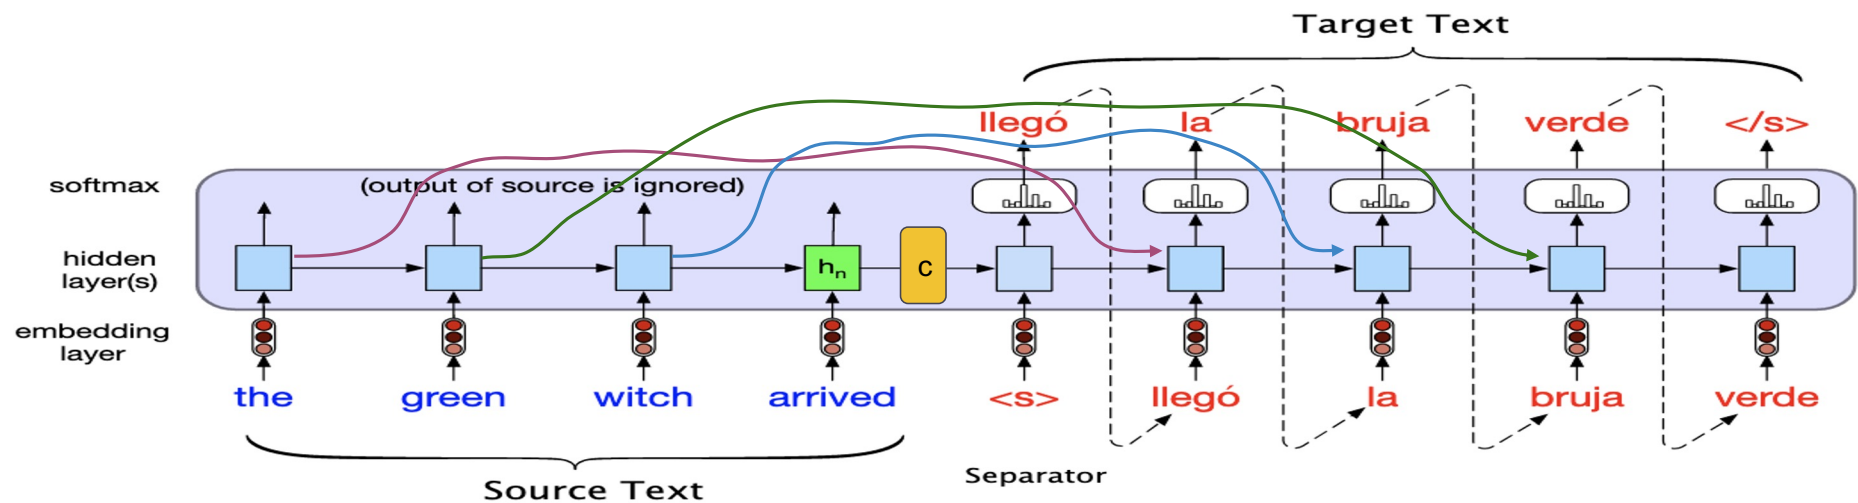 Target Text
llegó la bruja verde </s>
softmax
(output of source is ignored)
hidden
layer(s)
hn
c
embedding
layer
the green witch arrived <s> llegó la bruja verde
Separator
Source Text